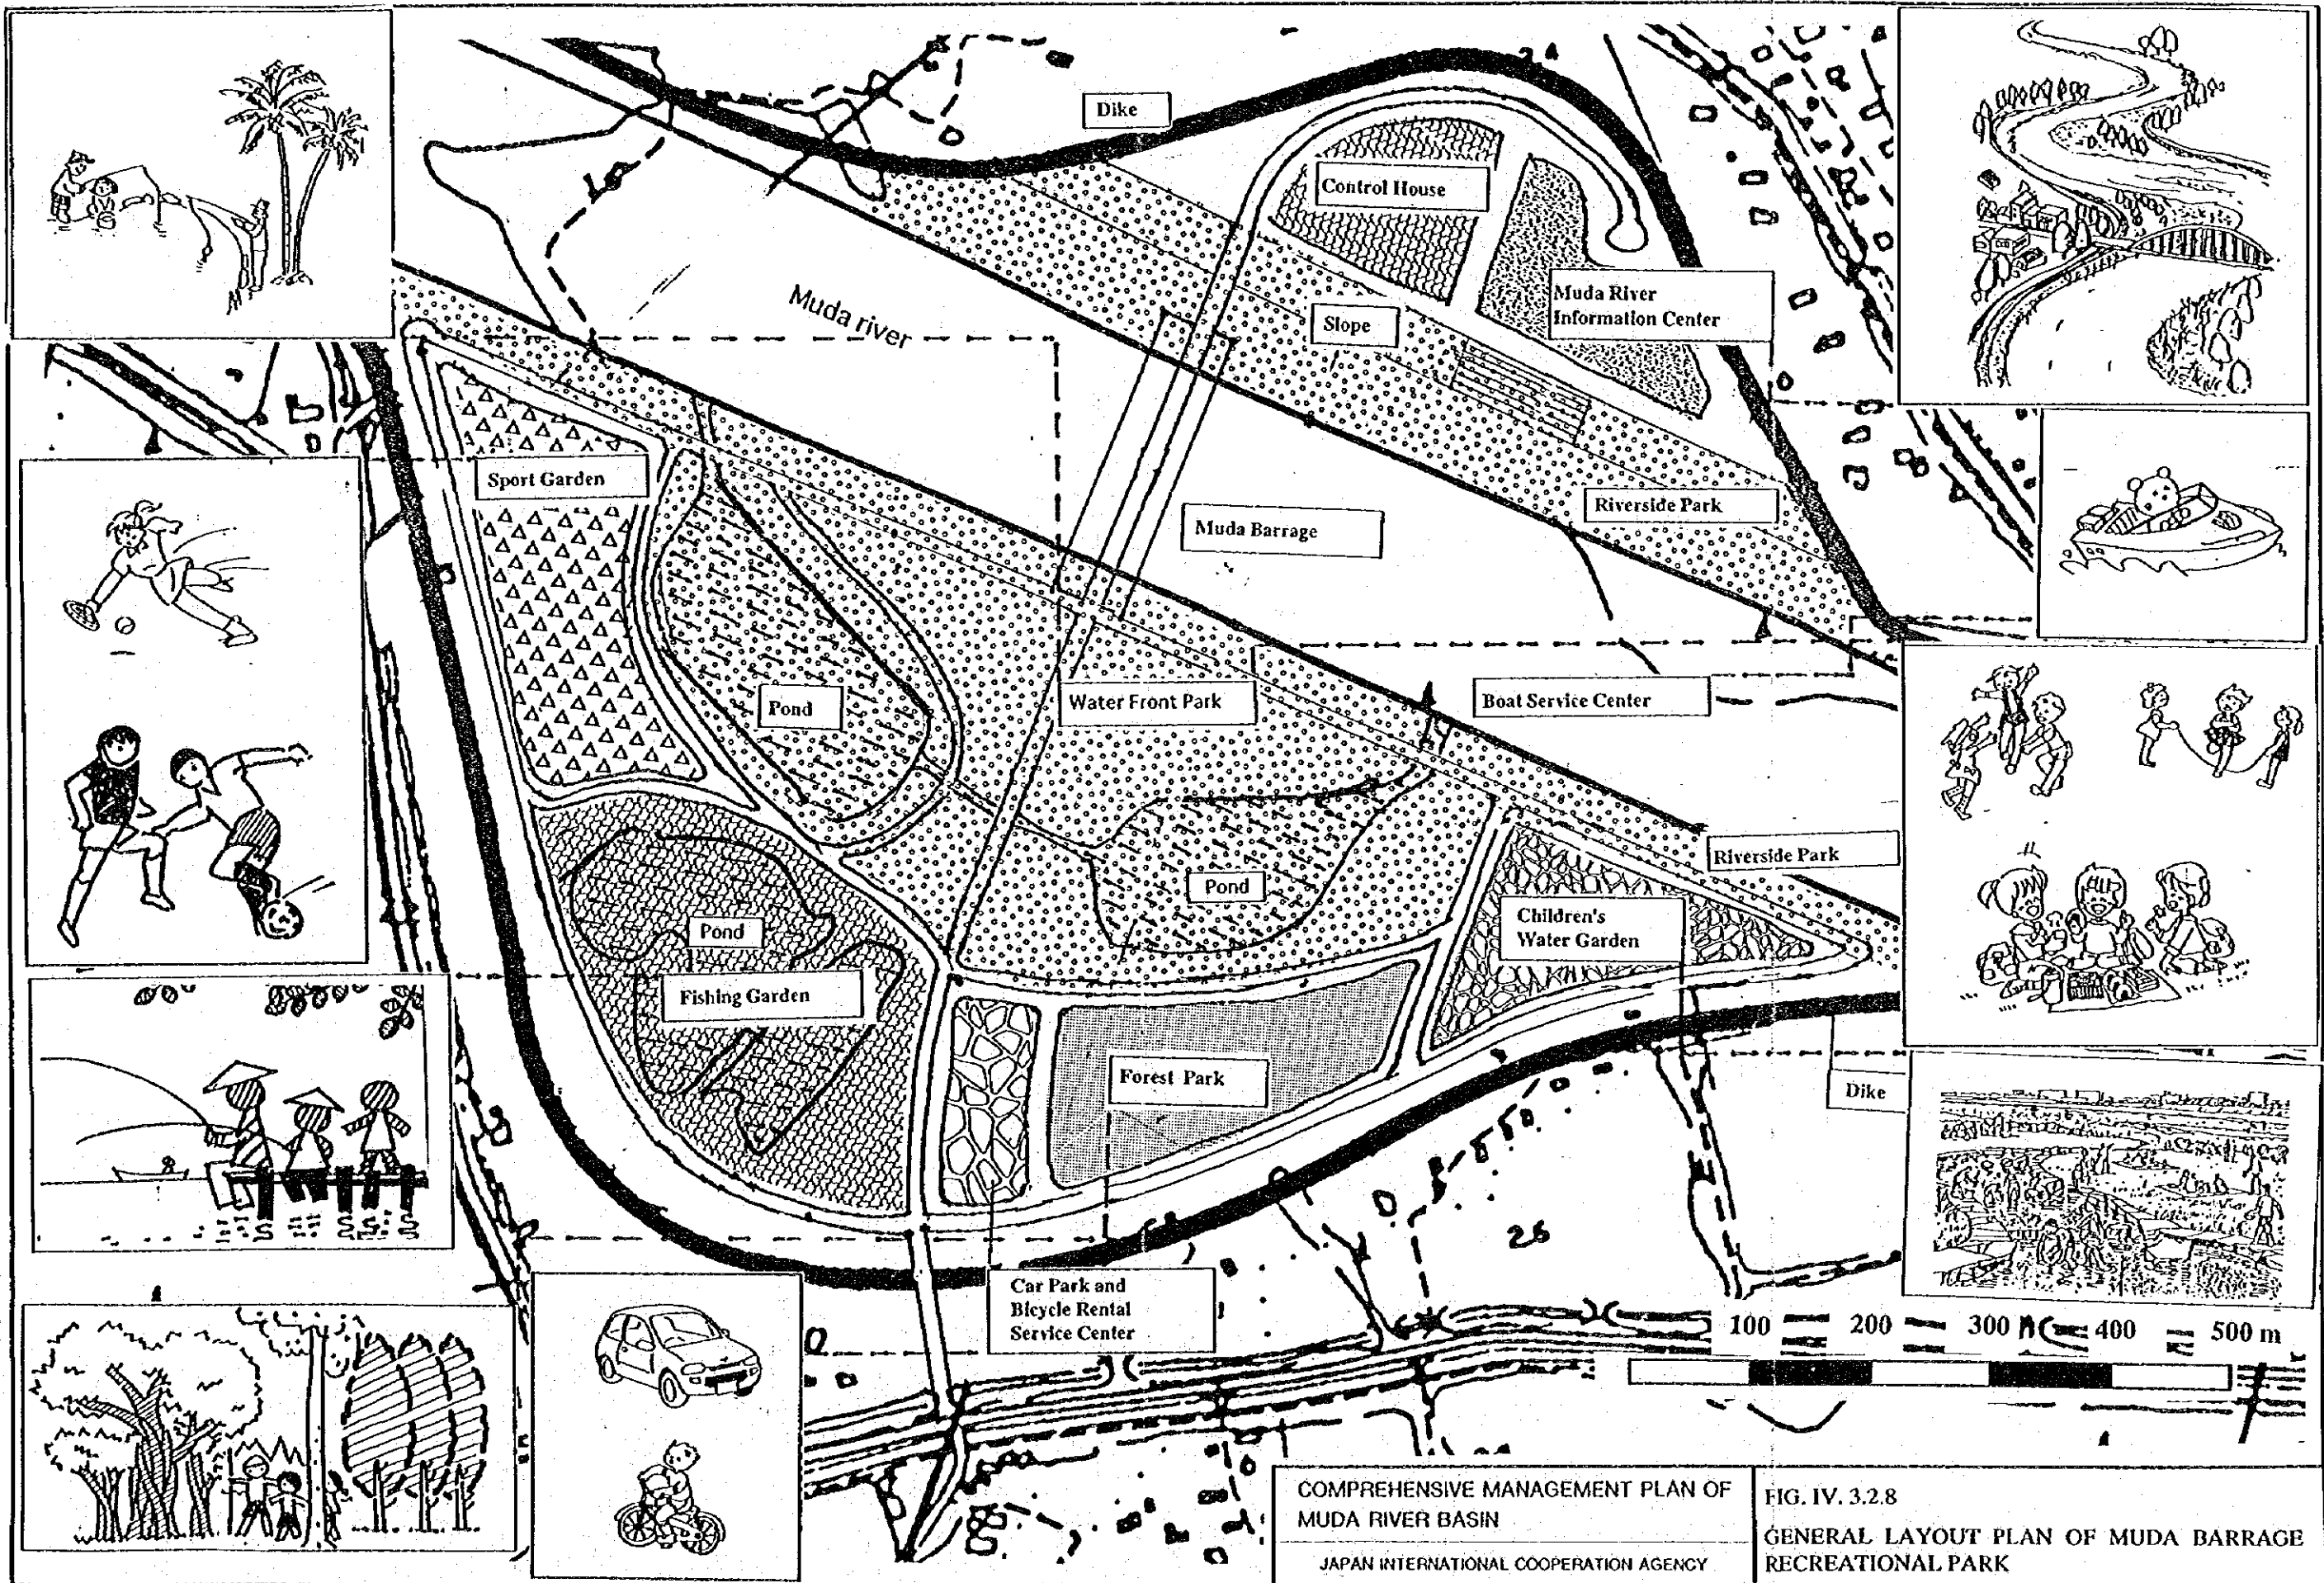 Dike
24
10
Control House
Muda River
Information Center
Muda river
Slope
Sport Garden
Riverside Park
Muda Barrage
Pond
Water Front Park
Boat Service Center
Riverside Park
Pond
Children's
Water Garden
Pond
Fishing Garden
Forest Park
Dike
26
Car Park and
Bicycle Rental
Service Center
100 200 300 400 500 m
COMPREHENSIVE MANAGEMENT PLAN OF
MUDA RIVER BASIN
JAPAN INTERNATIONAL COOPERATION AGENCY
FIG. IV. 3.2.8
GENERAL LAYOUT PLAN OF MUDA BARRAGE
RECREATIONAL PARK